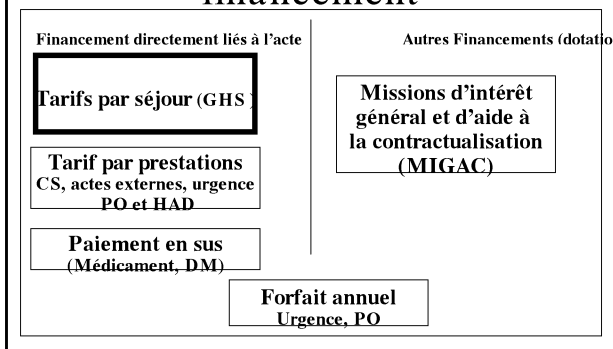 financement
Financement directement liés à l'acte
Autres Financements (dotatio
Tarifs par séjour (GHS )
Missions d'intérêt
général et d'aide à
la contractualisation
(MIGAC)
Tarif par prestations
CS, actes externes, urgence
PO et HAD
Paiement en sus
(Médicament, DM)
Forfait annuel
Urgence, PO